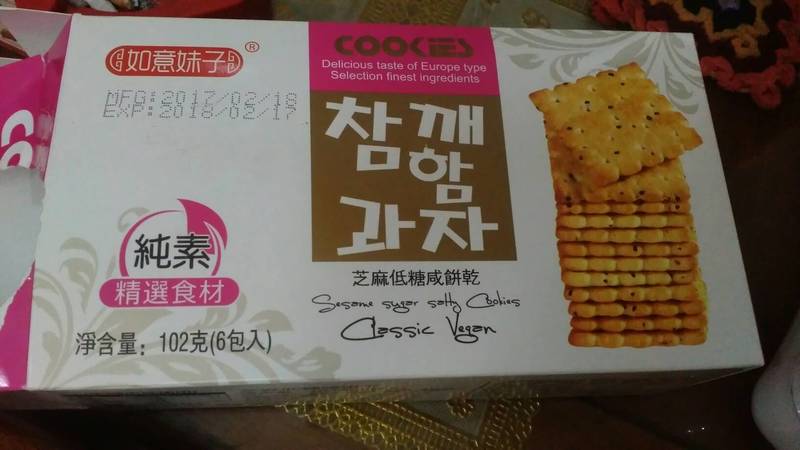 如意妹子®
MFG:2017/02/18
EXP:2018/02/17
COOKIES
Delicious taste of Europe type
Selection finest ingredients
참깨
함
과자
純素
精選食材
淨含量：102克(6包入)
芝麻低糖咸餅乾
Sesame sugar salty Cookies
Classic Vegan